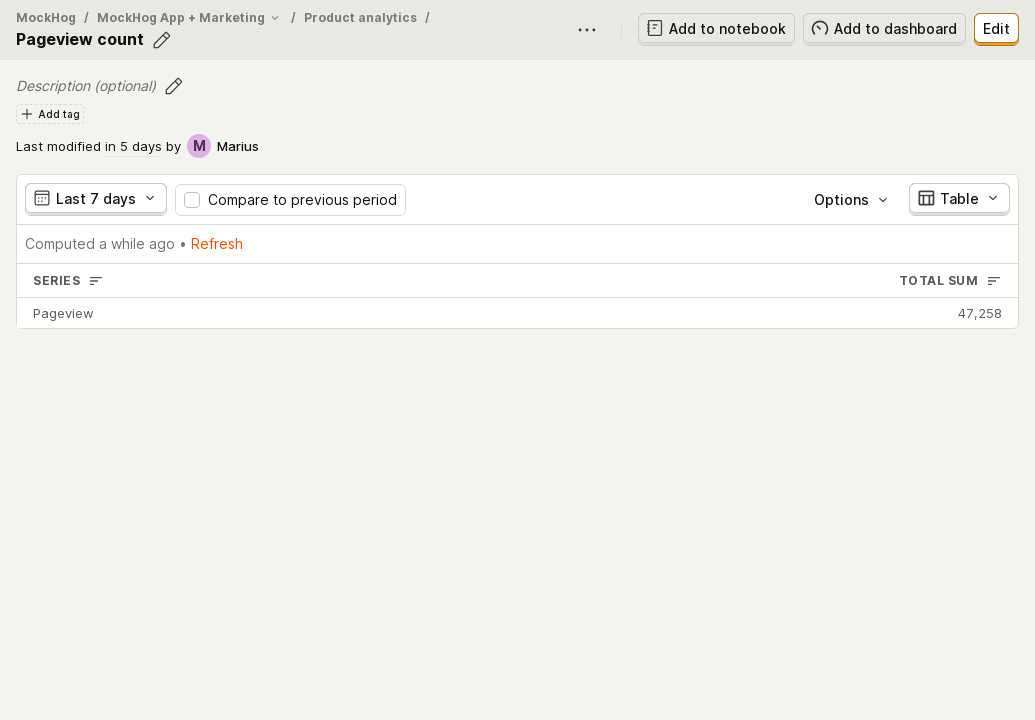 MockHog / MockHog App + Marketing / Product analytics /
Pageview count
Add to notebook
Add to dashboard
Edit
Description (optional)
Add tag
Last modified in 5 days by M Marius
Last 7 days
Compare to previous period
Options
Table
Computed a while ago • Refresh
SERIES TOTAL SUM
Pageview 47,258